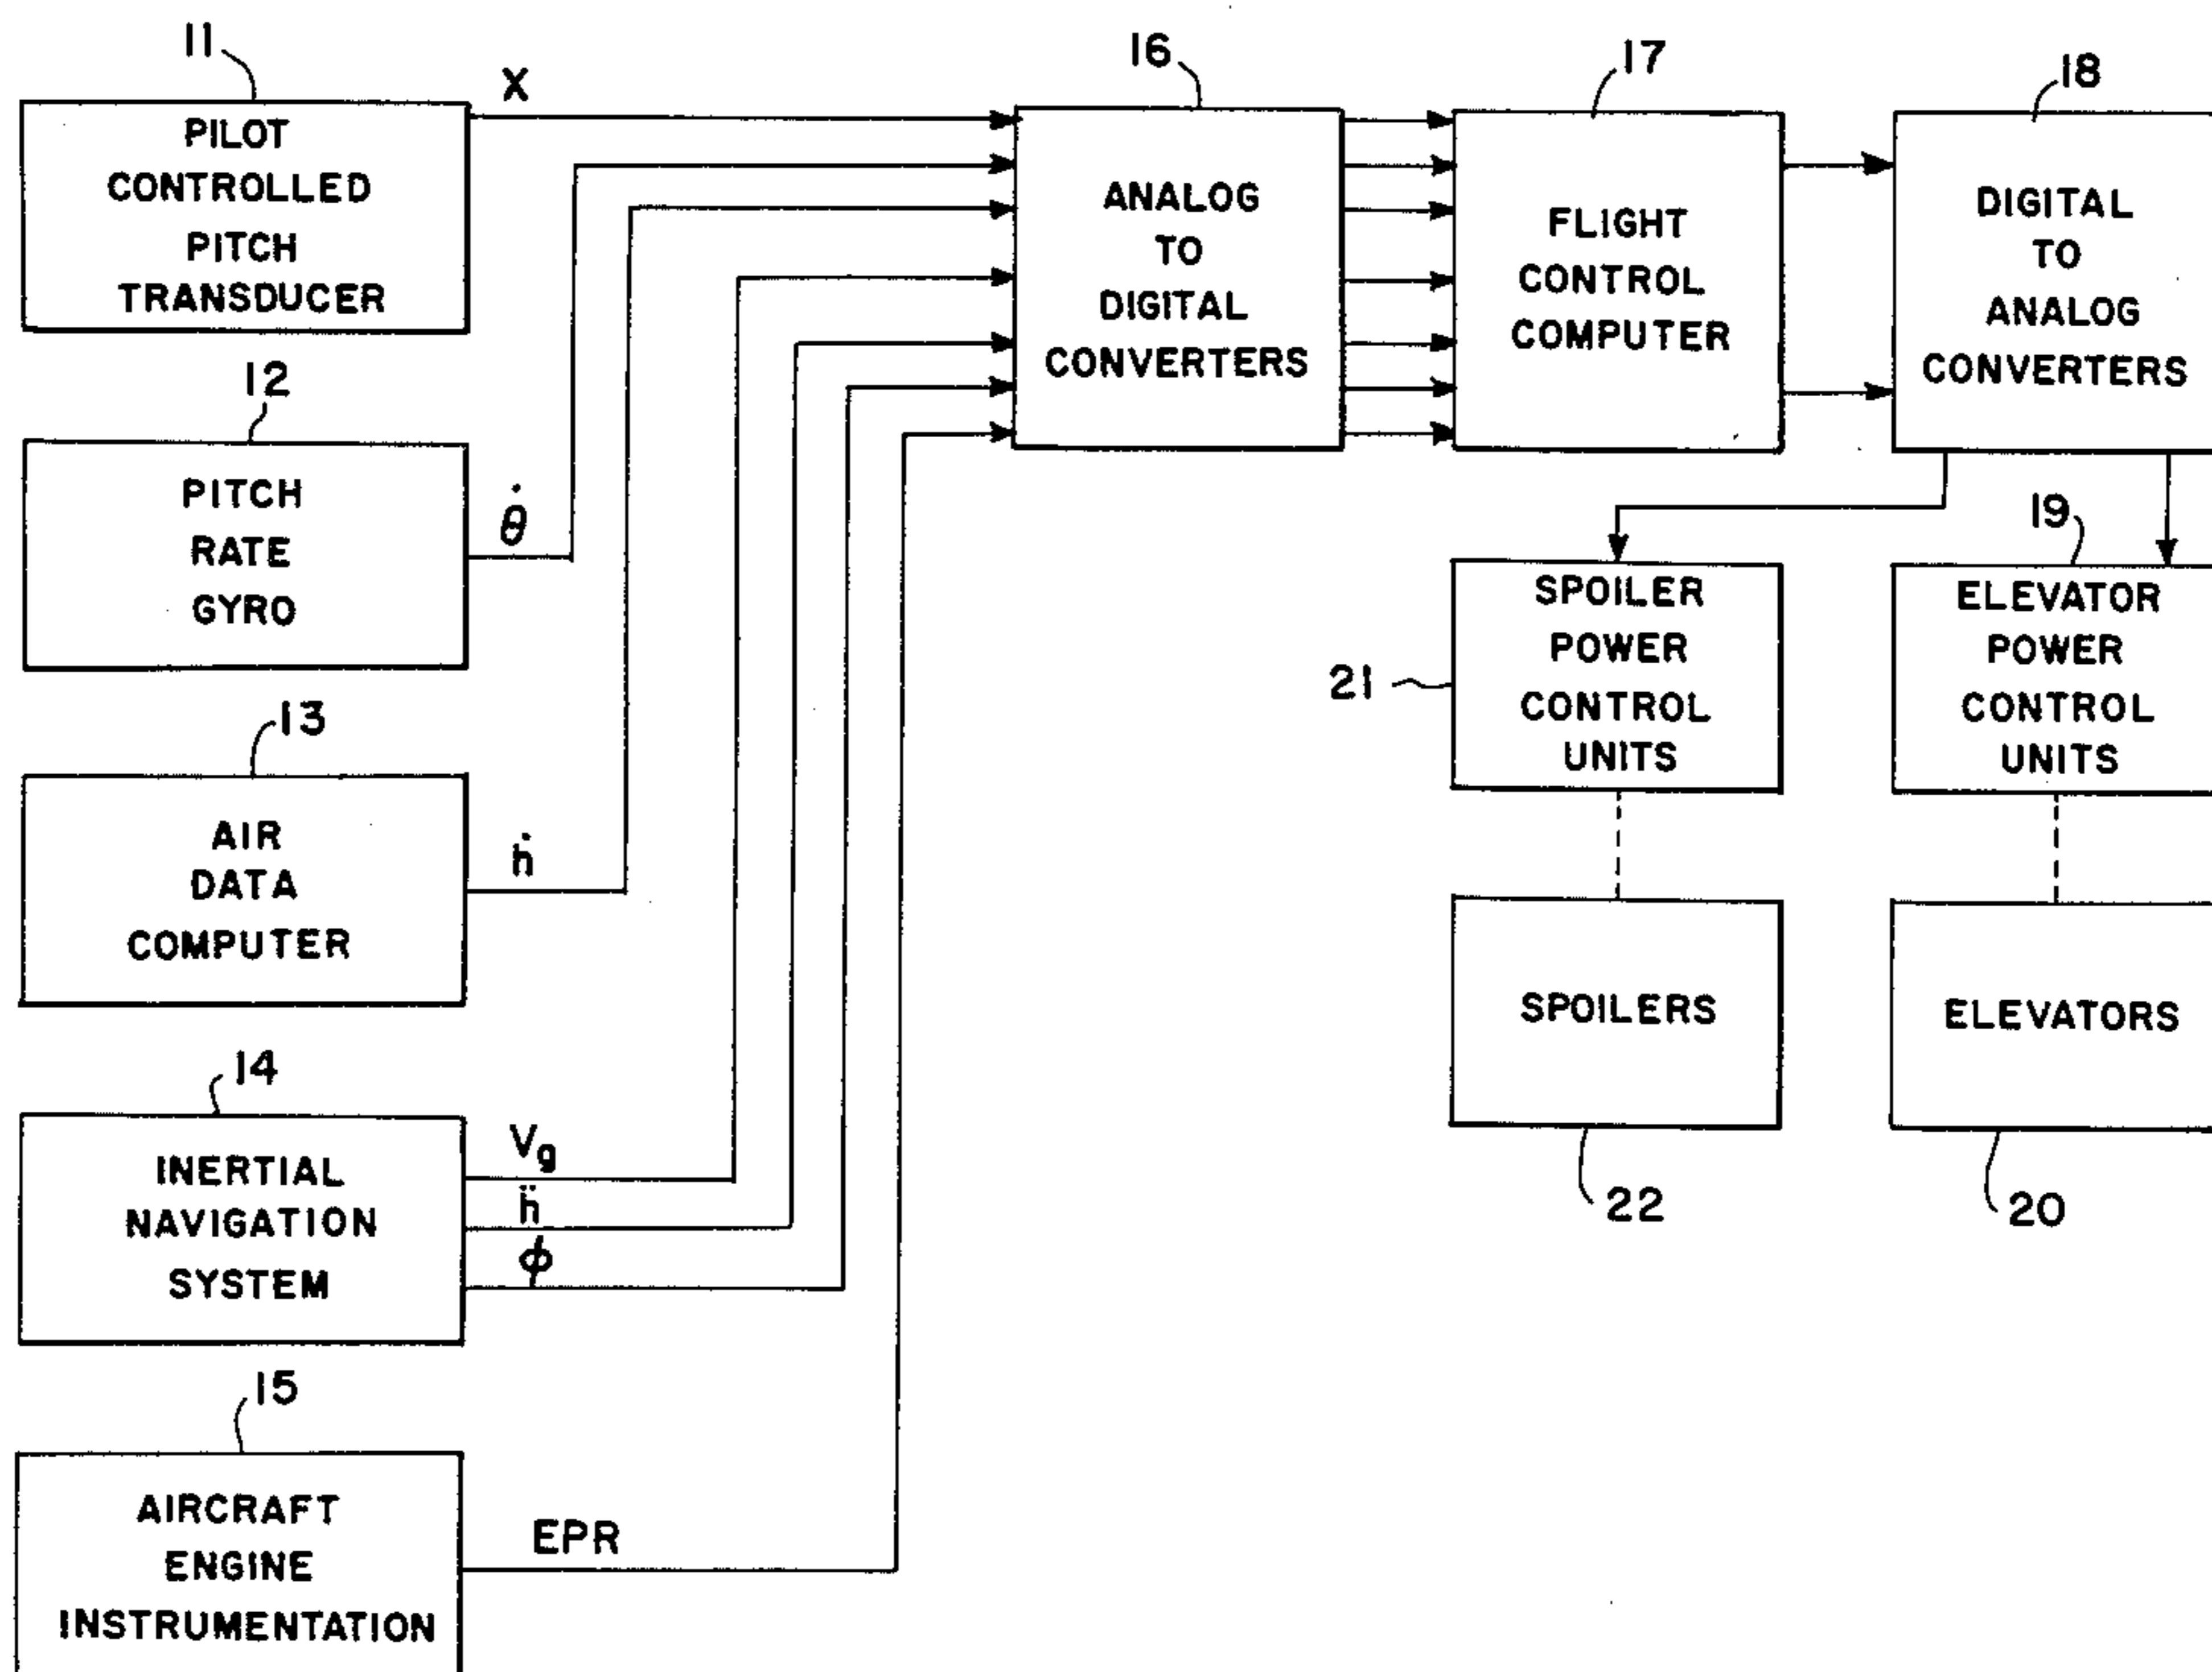 11
X
PILOT
CONTROLLED
PITCH
TRANSDUCER
12
PITCH
RATE
GYRO
θ̇
13
AIR
DATA
COMPUTER
ḣ
14
INERTIAL
NAVIGATION
SYSTEM
Vg
ḧ
ϕ
15
AIRCRAFT
ENGINE
INSTRUMENTATION
EPR
16
ANALOG
TO
DIGITAL
CONVERTERS
17
FLIGHT
CONTROL
COMPUTER
18
DIGITAL
TO
ANALOG
CONVERTERS
21
SPOILER
POWER
CONTROL
UNITS
19
ELEVATOR
POWER
CONTROL
UNITS
SPOILERS
22
ELEVATORS
20